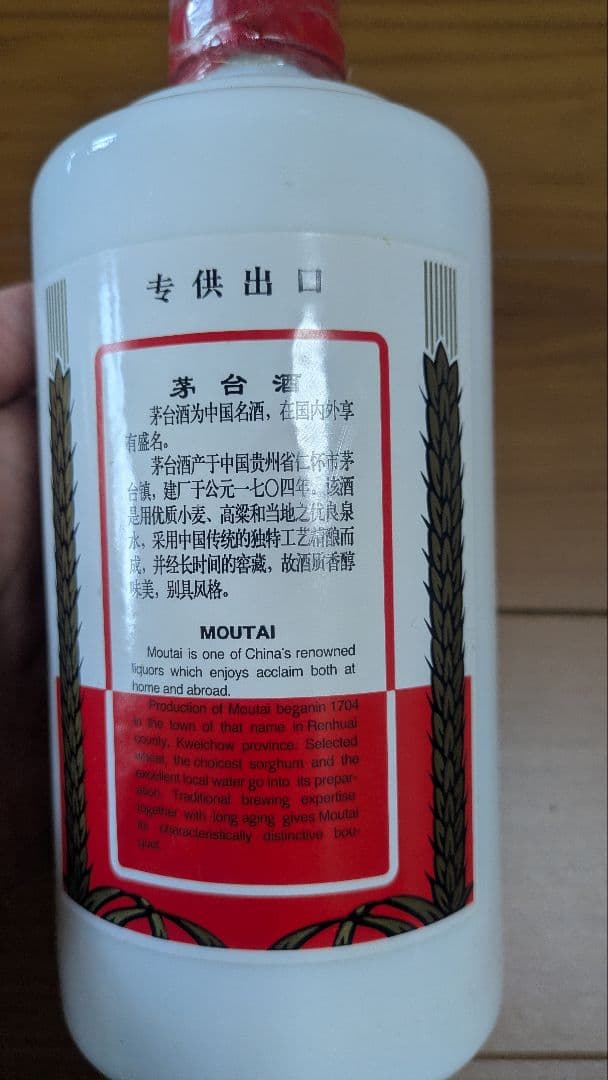 专供出口
茅台酒
茅台酒为中国名酒，在国内外享
有盛名。
茅台酒产于中国贵州省仁怀市茅
台镇，建厂于公元一七〇四年。该酒
是用优质小麦、高粱和当地之优良泉
水，采用中国传统的独特工艺精酿而
成，并经长时间的窖藏，故酒质香醇
味美，别具风格。
MOUTAI
Moutai is one of China's renowned
liquors which enjoys acclaim both at
home and abroad.
Production of Moutai beganin 1704
in the town of that name in Renhuai
county, Kweichow province. Selected
wheat, the choicest sorghum and the
excellent local water go into its prepar-
ation. Traditional brewing expertise
together with long aging gives Moutai
its characteristically distinctive bou-
quet.